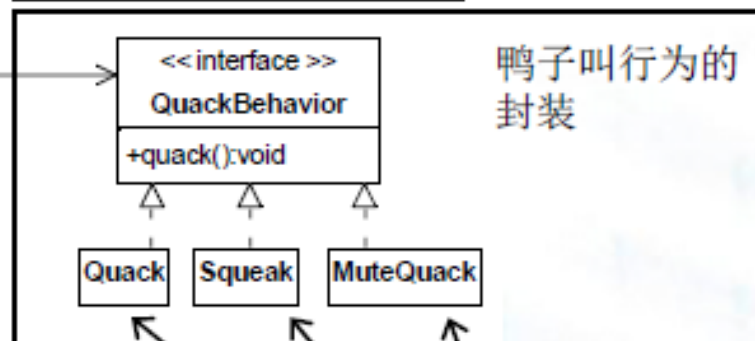 << interface >>
QuackBehavior
+quack():void
Quack
Squeak
MuteQuack
鸭子叫行为的
封装